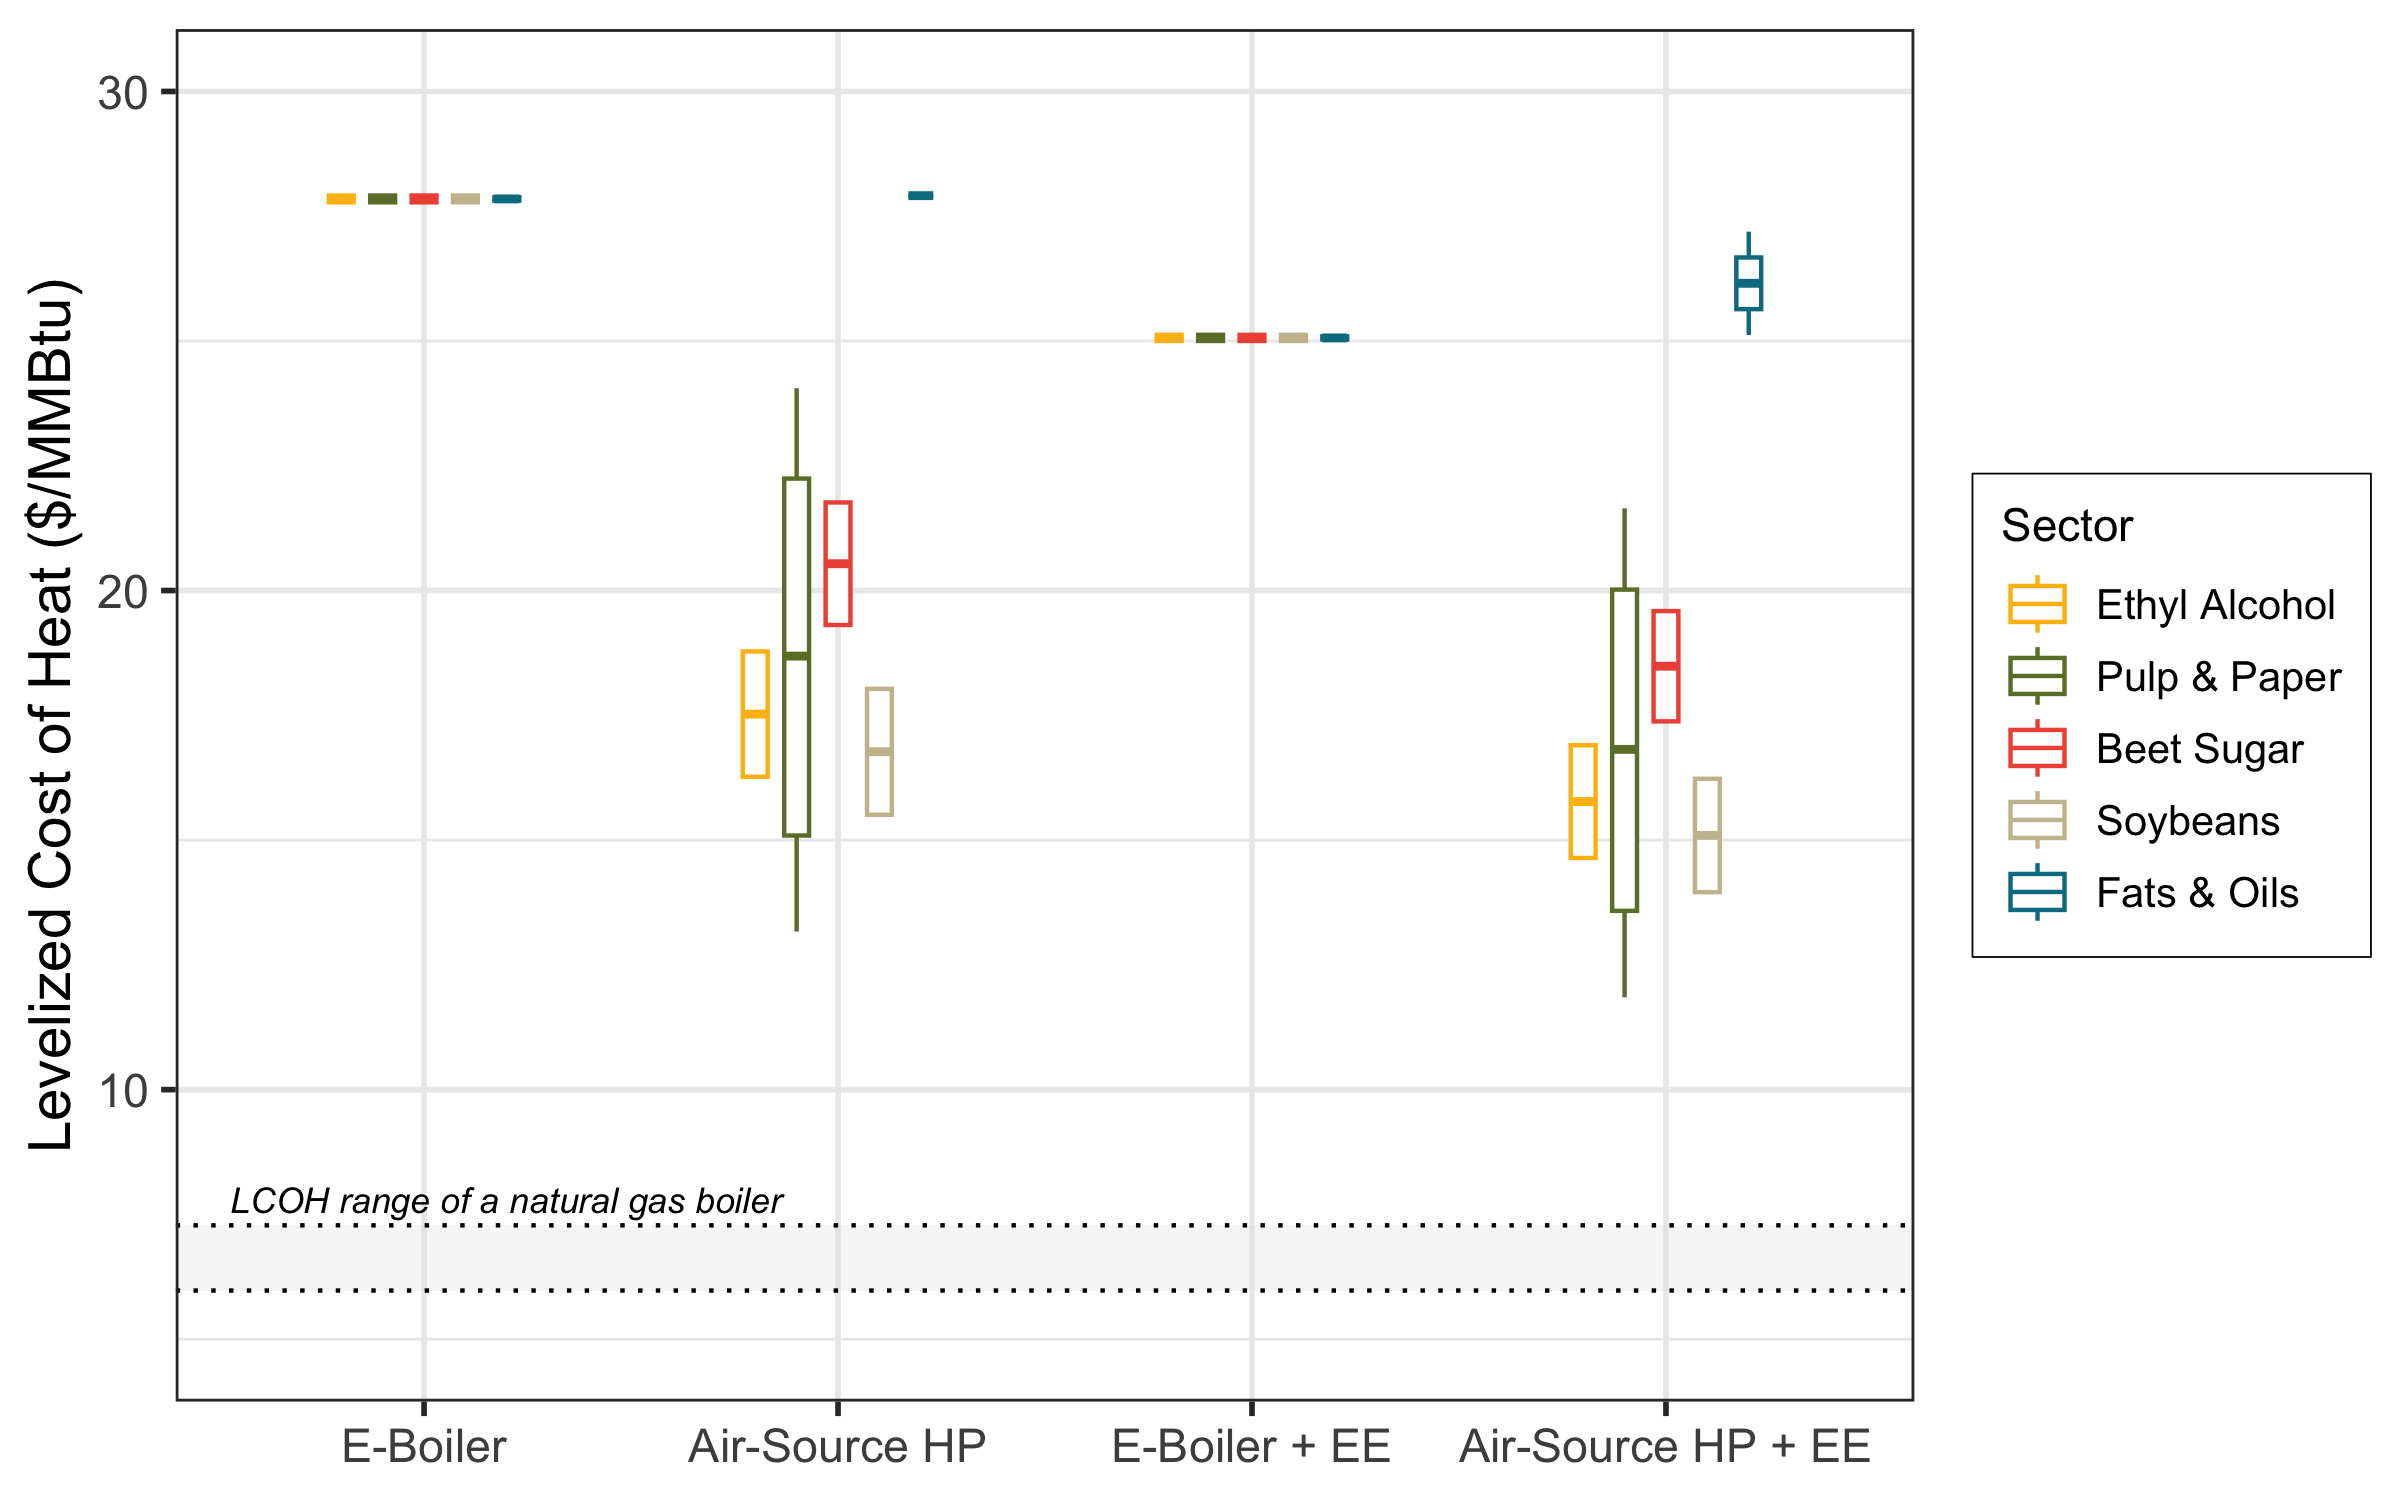 Levelized Cost of Heat ($/MMBtu)
30
20
10
LCOH range of a natural gas boiler
E-Boiler
Air-Source HP
E-Boiler + EE
Air-Source HP + EE
Sector
Ethyl Alcohol
Pulp & Paper
Beet Sugar
Soybeans
Fats & Oils